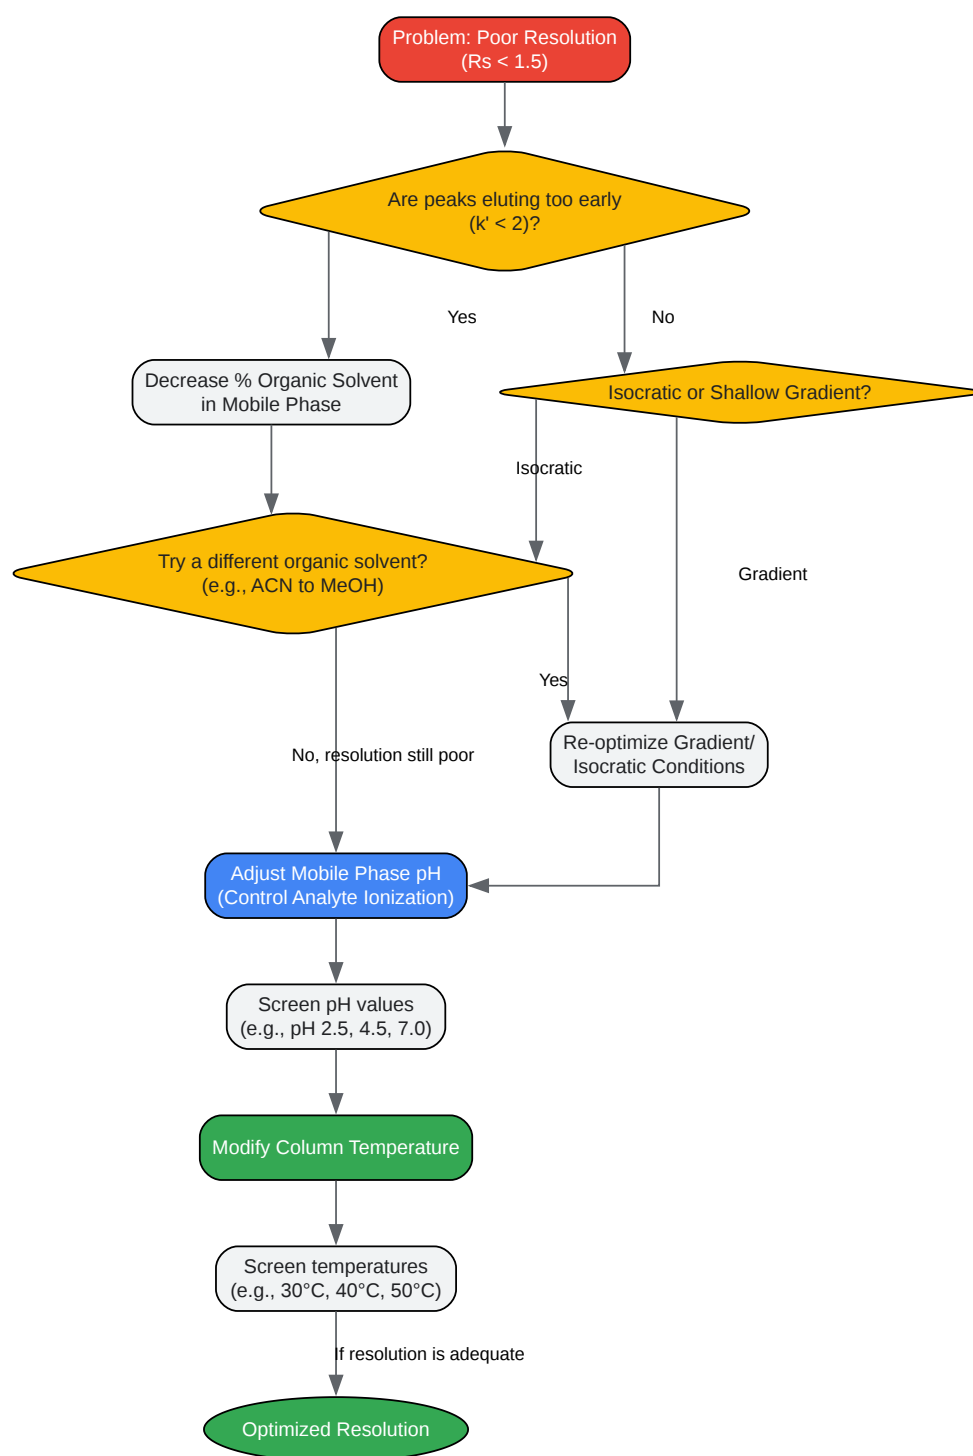 Problem: Poor Resolution
(Rs < 1.5)
Are peaks eluting too early
(k' < 2)?
Yes
No
Decrease % Organic Solvent
in Mobile Phase
Isocratic or Shallow Gradient?
Isocratic
Try a different organic solvent?
(e.g., ACN to MeOH)
Gradient
Yes
No, resolution still poor
Re-optimize Gradient/
Isocratic Conditions
Adjust Mobile Phase pH
(Control Analyte Ionization)
Screen pH values
(e.g., pH 2.5, 4.5, 7.0)
Modify Column Temperature
Screen temperatures
(e.g., 30°C, 40°C, 50°C)
If resolution is adequate
Optimized Resolution